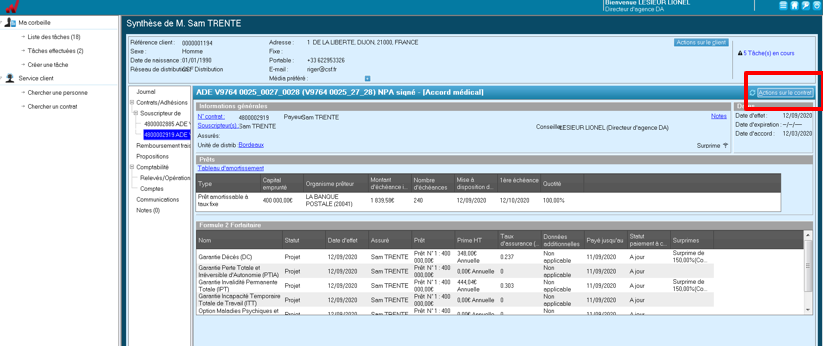 Bienvenue LESIEUR LIONEL
Directeur d'agence DA
Ma corbeille
Liste des tâches (18)
Tâches effectuées (2)
Créer une tâche
Service client
Chercher une personne
Chercher un contrat
Synthèse de M. Sam TRENTE
Référence client : 0000001194
Sexe : Homme
Date de naissance : 01/01/1990
Réseau de distribution : CEF Distribution
Adresse : 1 DE LA LIBERTE, DIJON, 21000, FRANCE
Fixe :
Portable : +33 622953326
E-mail : riger@cst.fr
Média préféré :
Actions sur le client
5 Tâche(s) en cours
Journal
Contrats/Adhésions
Souscripteur de
4800002885 ADE V
4800002919 ADE V
Remboursement frais
Propositions
Comptabilité
Relevés/Opération
Comptes
Communications
Notes (0)
ADE V9764 0025_0027_0028 (V9764 0025_27_28) NPA signé - [Accord médical]
Actions sur le contrat
Informations générales
N° contrat : 4800002919
Souscripteur(s) : Sam TRENTE
Assurés:
Unité de distrib Bordeaux
Payeur Sam TRENTE
Conseiller LESIEUR LIONEL (Directeur d'agence DA)
Notes
Surprime
Date d'effet : 12/09/2020
Date d'expiration : --/--/----
Date d'accord : 12/03/2020
Prêts
Tableau d'amortissement
Type Capital emprunté Organisme prêteur Montant d'échéance i... Nombre d'échéances Mise à disposition d... 1ère échéance Quotité
Prêt amortissable à taux fixe 400 000,00€ LA BANQUE POSTALE (20041) 1 839,58€ 240 12/09/2020 12/10/2020 100,00%
Formule 2 Forfaitaire
Nom Statut Date d'effet Assuré Prêt Prime HT Taux d'assurance (... Données additionnelles Payé jusqu'au Statut paiement à c... Surprimes
Garantie Décès (DC) Projet 12/09/2020 Sam TRENTE Prêt N°1 : 400 000,00€ 348,00€ Annuelle 0.237 Non applicable 11/09/2020 A jour Surprime de 150,00%(Co...
Garantie Perte Totale et Irréversible d'Autonomie (PTIA) Projet 12/09/2020 Sam TRENTE Prêt N°1 : 400 000,00€ 0,00€ Annuelle 0 Non applicable 11/09/2020 A jour
Garantie Invalidité Permanente Totale (IPT) Projet 12/09/2020 Sam TRENTE Prêt N°1 : 400 000,00€ 444,04€ Annuelle 0.303 Non applicable 11/09/2020 A jour Surprime de 150,00%(Co...
Garantie Incapacité Temporaire Totale de Travail (ITT) Projet 12/09/2020 Sam TRENTE Prêt N°1 : 400 000,00€ 0,00€ Annuelle 0 Non applicable 11/09/2020 A jour
Option Maladies Psychiques et Projet 12/09/2020 Sam TRENTE Prêt N°1 : 400 0,00€ Annuelle 0 Non 11/09/2020 A jour